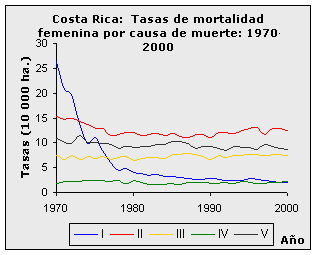 Costa Rica: Tasas de mortalidad
femenina por causa de muerte: 1970-
2000
Tasas (10 000 ha.)
30
25
20
15
10
5
0
1970 1980 1990 2000
I II III IV V
Año